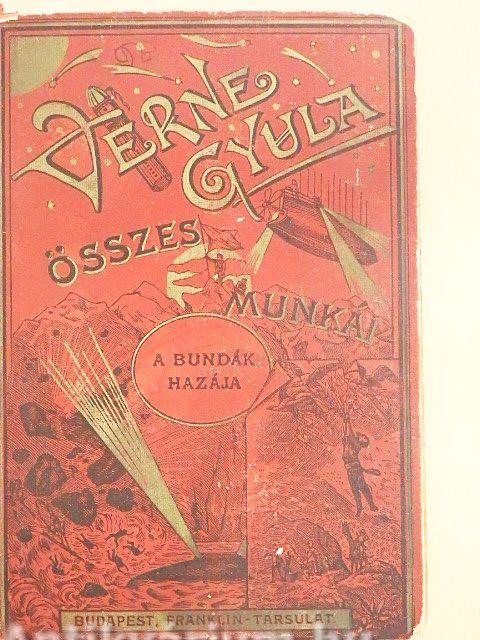 VERNE
GYULA
ÖSSZES
MUNKÁI
A BUNDÁK
HAZÁJA
BUDAPEST, FRANKLIN-TÁRSULAT.